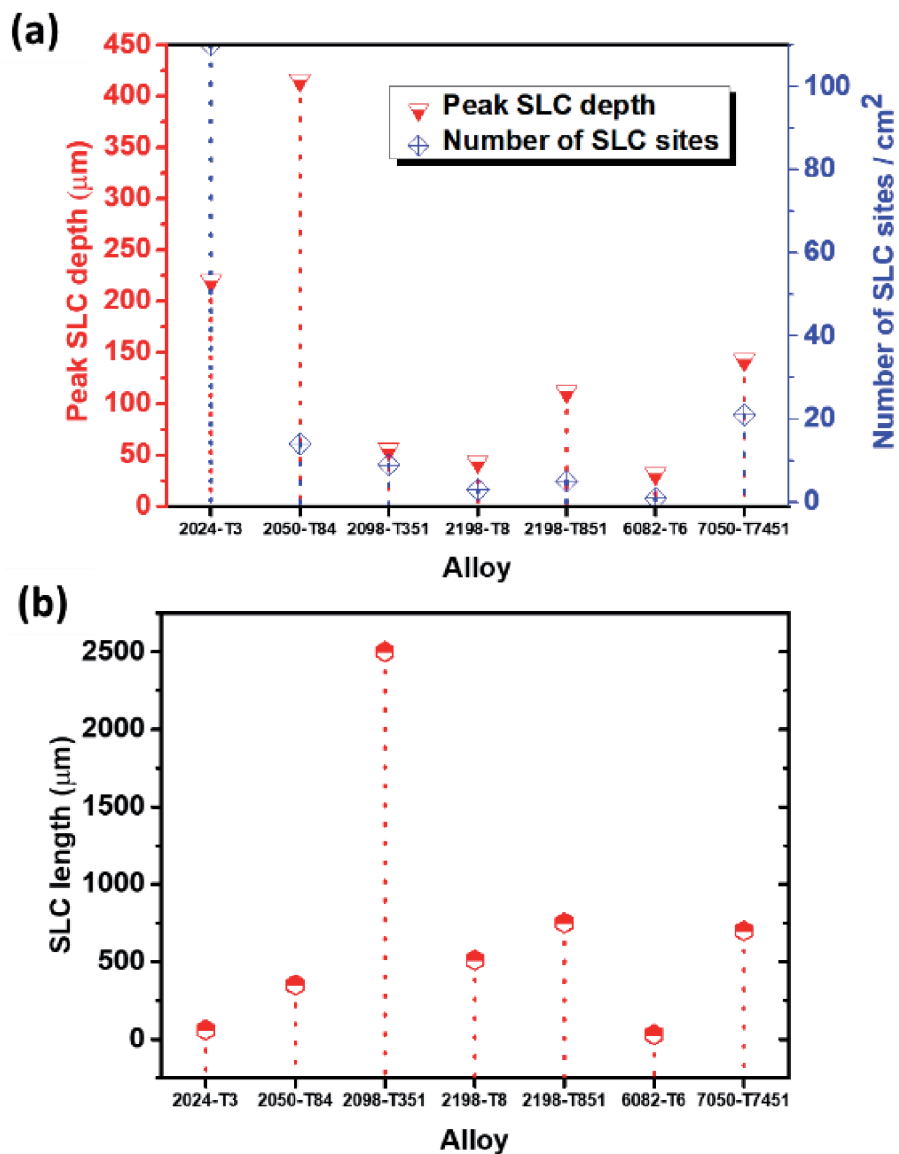 (a)
450
400
350
300
250
200
150
100
50
0
Peak SLC depth (μm)
Peak SLC depth
Number of SLC sites
100
80
60
40
20
0
Number of SLC sites / cm²
2024-T3 2050-T84 2098-T351 2198-T8 2198-T851 6082-T6 7050-T7451
Alloy
(b)
2500
2000
1500
1000
500
0
SLC length (μm)
2024-T3 2050-T84 2098-T351 2198-T8 2198-T851 6082-T6 7050-T7451
Alloy